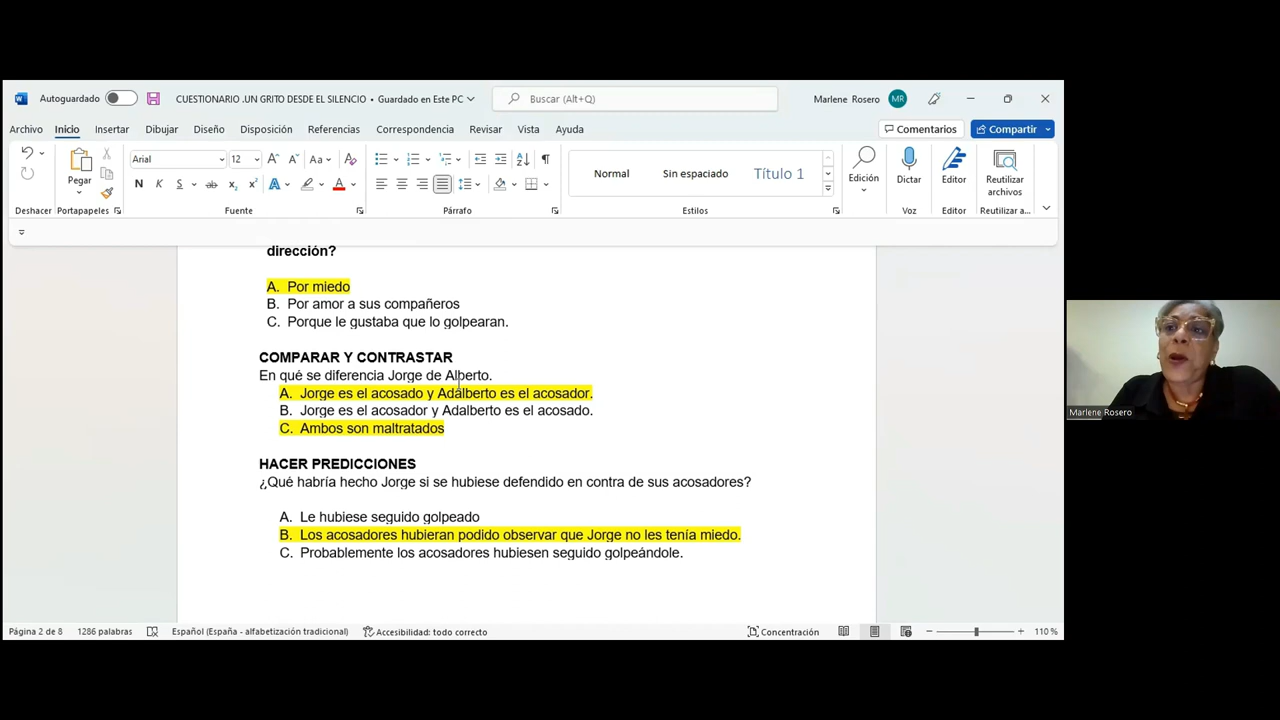 Autoguardado
CUESTIONARIO .UN GRITO DESDE EL SILENCIO • Guardado en Este PC
Buscar (Alt+Q)
Marlene Rosero
MR
Archivo Inicio Insertar Dibujar Diseño Disposición Referencias Correspondencia Revisar Vista Ayuda
Comentarios
Compartir
Pegar
Arial
12
Aa
N K S ab x₂ x² A A
Normal
Sin espaciado
Título 1
Edición
Dictar
Editor
Reutilizar archivos
Deshacer Portapapeles Fuente Párrafo Estilos Voz Editor Reutilizar a...
dirección?
A. Por miedo
B. Por amor a sus compañeros
C. Porque le gustaba que lo golpearan.
COMPARAR Y CONTRASTAR
En qué se diferencia Jorge de Alberto.
A. Jorge es el acosado y Adalberto es el acosador.
B. Jorge es el acosador y Adalberto es el acosado.
C. Ambos son maltratados
HACER PREDICCIONES
¿Qué habría hecho Jorge si se hubiese defendido en contra de sus acosadores?
A. Le hubiese seguido golpeado
B. Los acosadores hubieran podido observar que Jorge no les tenía miedo.
C. Probablemente los acosadores hubiesen seguido golpeándole.
Página 2 de 8 1286 palabras Español (España - alfabetización tradicional) Accesibilidad: todo correcto Concentración 110 %
Marlene Rosero